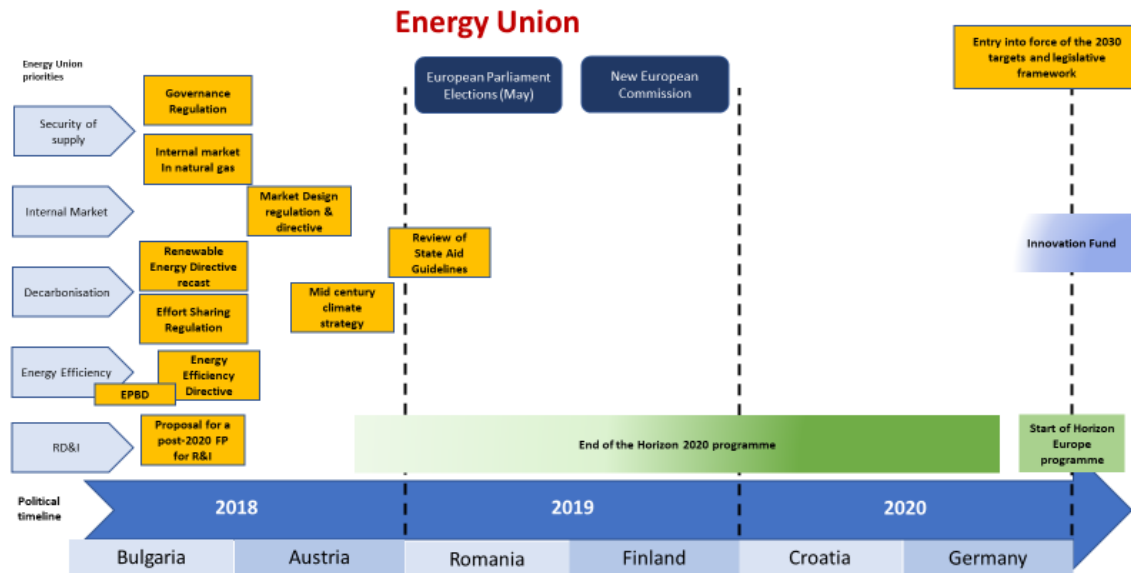 Energy Union
Energy Union
priorities
European Parliament
Elections (May)
New European
Commission
Entry into force of the 2030
targets and legislative
framework
Security of
supply
Governance
Regulation
Internal market
In natural gas
Internal Market
Market Design
regulation &
directive
Review of
State Aid
Guidelines
Innovation Fund
Decarbonisation
Renewable
Energy Directive
recast
Effort Sharing
Regulation
Mid century
climate
strategy
Energy Efficiency
EPBD
Energy
Efficiency
Directive
RD&I
Proposal for a
post-2020 FP
for R&I
End of the Horizon 2020 programme
Start of Horizon
Europe
programme
Political
timeline
2018
2019
2020
Bulgaria
Austria
Romania
Finland
Croatia
Germany